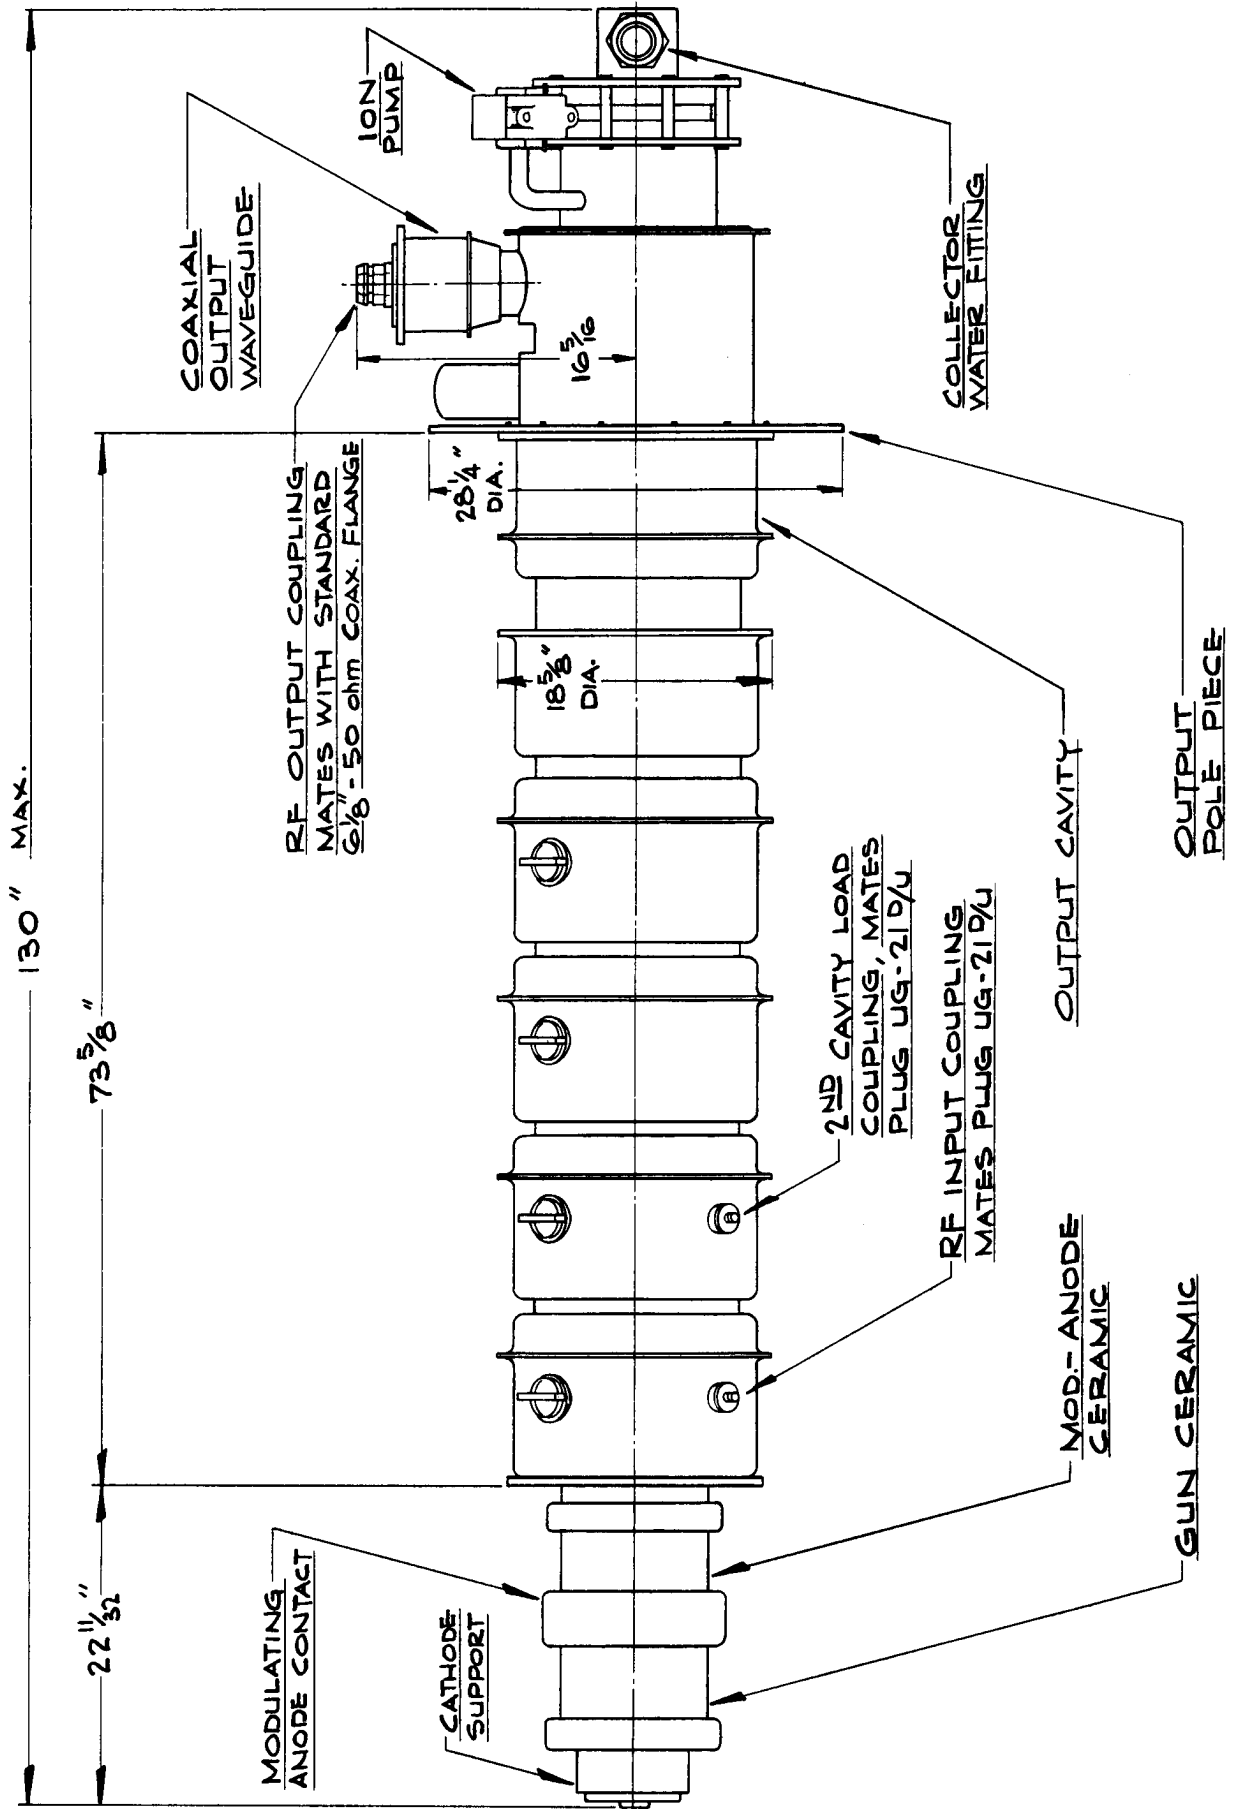 130" MAX.
73 5/8"
22 11/32"
COAXIAL
OUTPUT
WAVEGUIDE
ION
PUMP
RF OUTPUT COUPLING
MATES WITH STANDARD
6 1/8" - 50 ohm COAX. FLANGE
MODULATING
ANODE CONTACT
CATHODE
SUPPORT
16 5/16
28 1/4"
DIA.
18 5/8"
DIA.
COLLECTOR
WATER FITTING
2ND CAVITY LOAD
COUPLING, MATES
PLUG UG-21 D/U
RF INPUT COUPLING
MATES PLUG UG-21 D/U
OUTPUT CAVITY
OUTPUT
POLE PIECE
MOD.-ANODE
CERAMIC
GUN CERAMIC